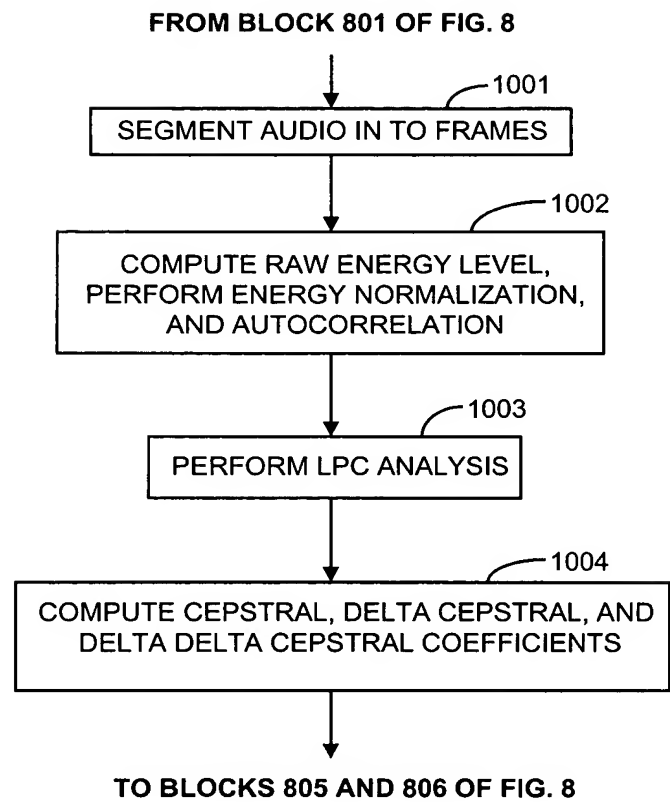 FROM BLOCK 801 OF FIG. 8
1001
SEGMENT AUDIO IN TO FRAMES
1002
COMPUTE RAW ENERGY LEVEL,
PERFORM ENERGY NORMALIZATION,
AND AUTOCORRELATION
1003
PERFORM LPC ANALYSIS
1004
COMPUTE CEPSTRAL, DELTA CEPSTRAL, AND
DELTA DELTA CEPSTRAL COEFFICIENTS
TO BLOCKS 805 AND 806 OF FIG. 8